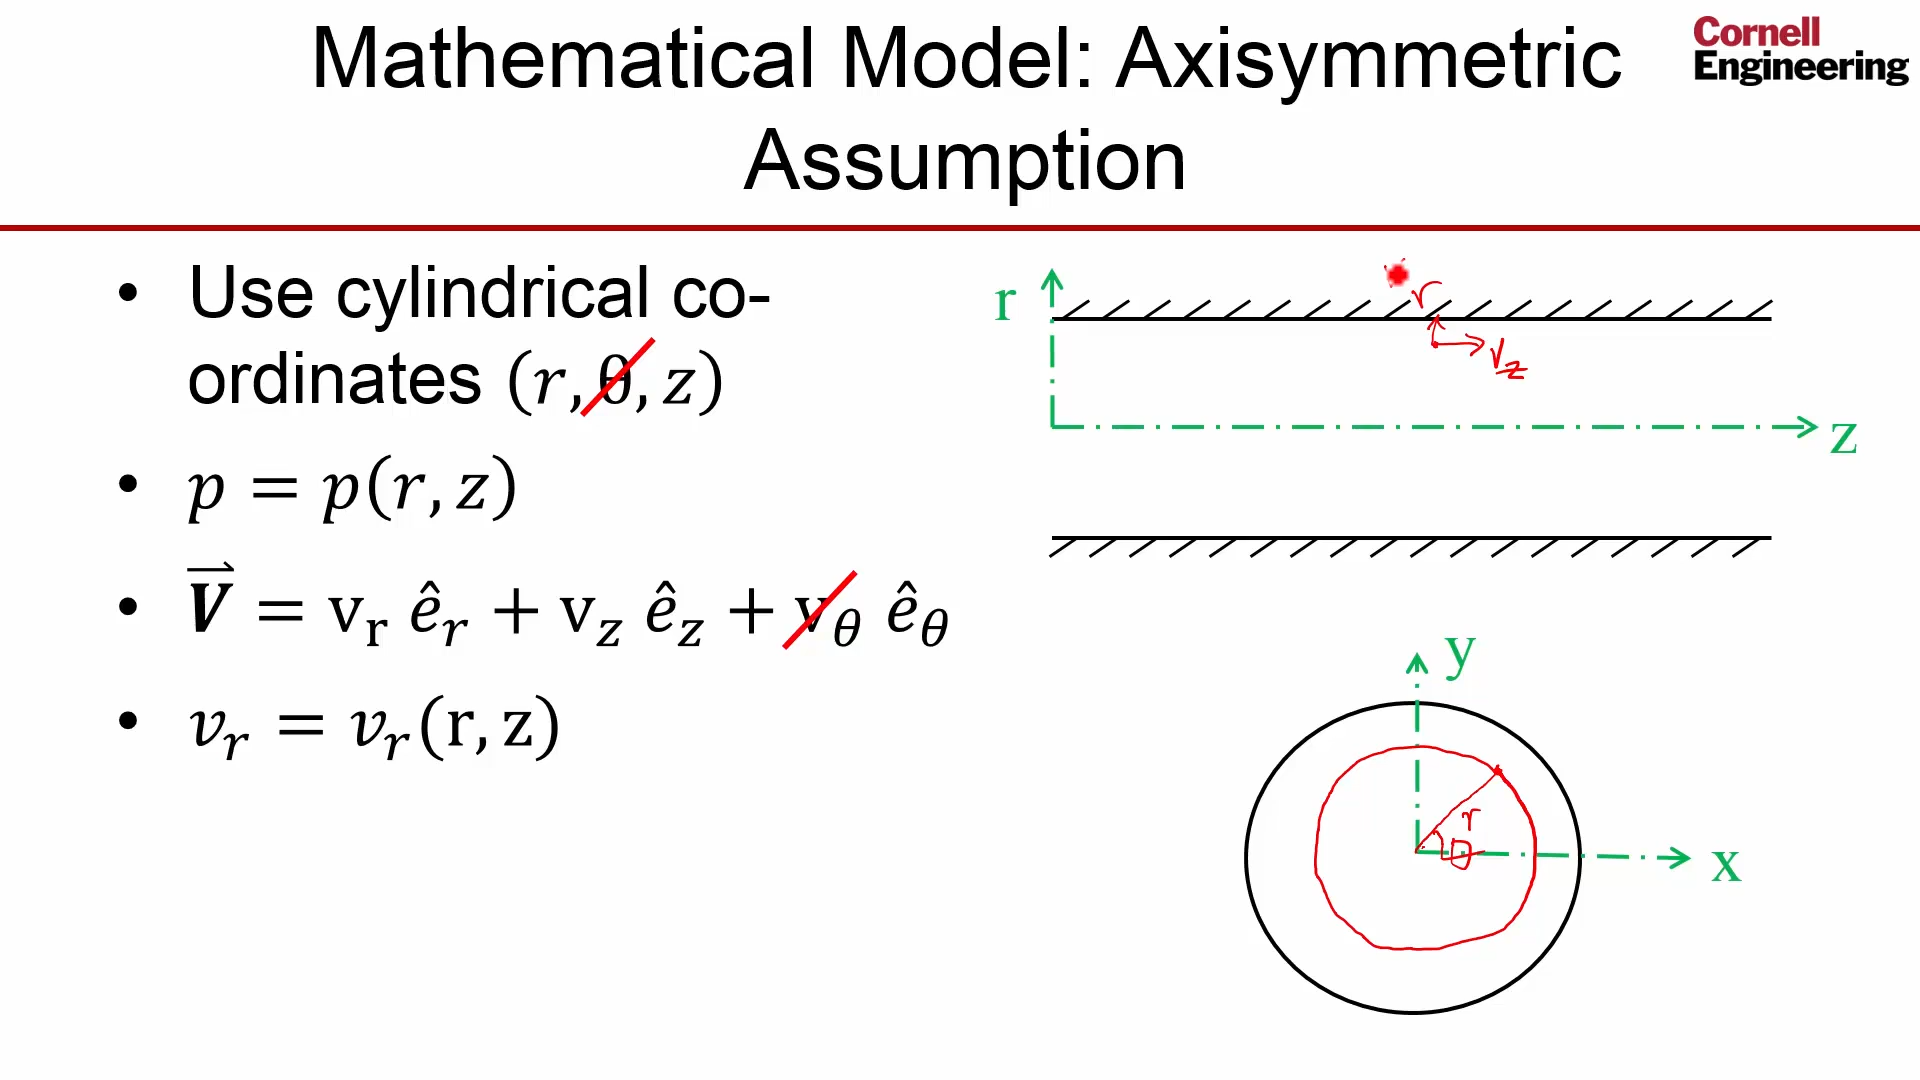 Mathematical Model: Axisymmetric
Assumption
Cornell
Engineering
• Use cylindrical co-
ordinates (r, θ, z)
• p = p(r, z)
• V⃗ = v_r ê_r + v_z ê_z + v_θ ê_θ
• v_r = v_r(r, z)
r
r
v_z
z
y
r
θ
x